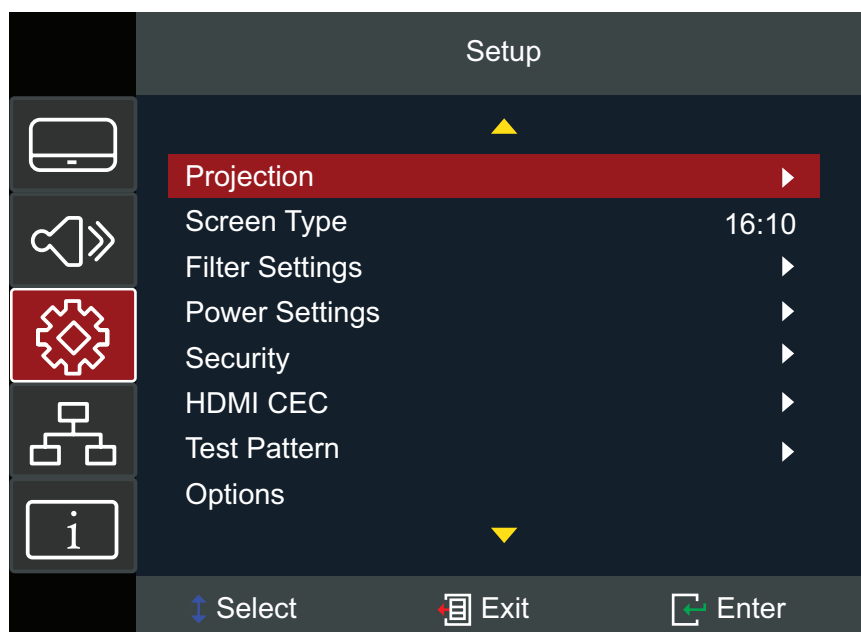 Setup
Projection
Screen Type 16:10
Filter Settings
Power Settings
Security
HDMI CEC
Test Pattern
Options
i
Select Exit Enter